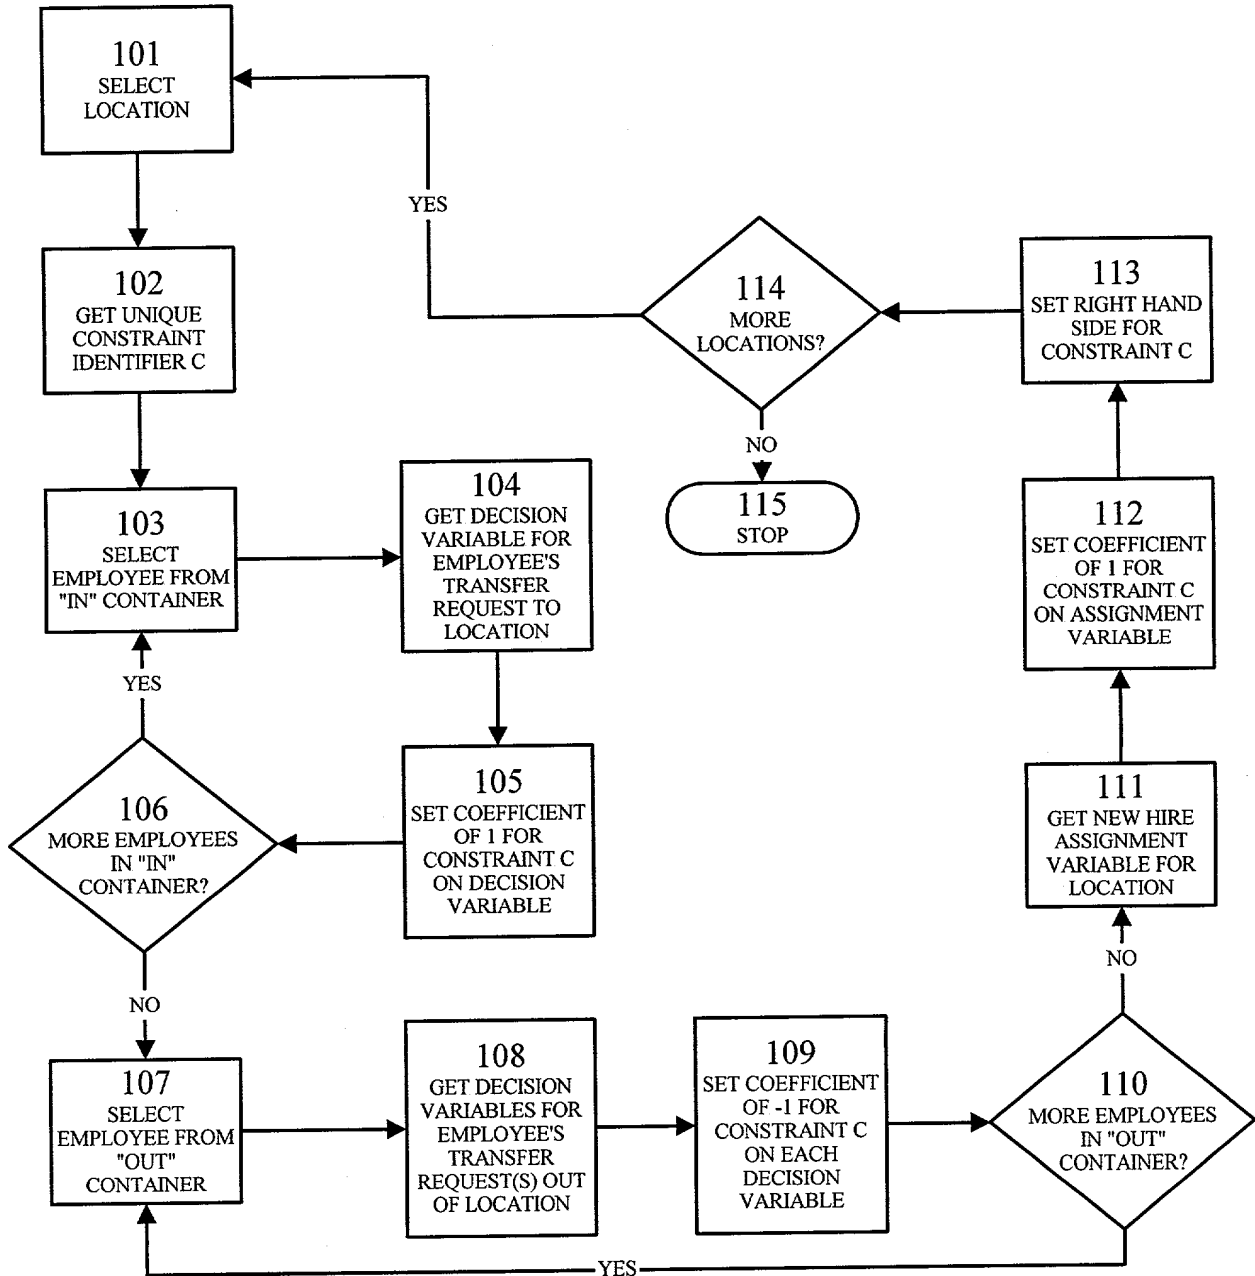 101
SELECT
LOCATION
102
GET UNIQUE
CONSTRAINT
IDENTIFIER C
103
SELECT
EMPLOYEE FROM
"IN" CONTAINER
104
GET DECISION
VARIABLE FOR
EMPLOYEE'S
TRANSFER
REQUEST TO
LOCATION
105
SET COEFFICIENT
OF 1 FOR
CONSTRAINT C
ON DECISION
VARIABLE
YES
106
MORE EMPLOYEES
IN "IN"
CONTAINER?
NO
107
SELECT
EMPLOYEE FROM
"OUT"
CONTAINER
108
GET DECISION
VARIABLES FOR
EMPLOYEE'S
TRANSFER
REQUEST(S) OUT
OF LOCATION
109
SET COEFFICIENT
OF -1 FOR
CONSTRAINT C
ON EACH
DECISION
VARIABLE
110
MORE EMPLOYEES
IN "OUT"
CONTAINER?
YES
NO
111
GET NEW HIRE
ASSIGNMENT
VARIABLE FOR
LOCATION
112
SET COEFFICIENT
OF 1 FOR
CONSTRAINT C
ON ASSIGNMENT
VARIABLE
113
SET RIGHT HAND
SIDE FOR
CONSTRAINT C
114
MORE
LOCATIONS?
YES
NO
115
STOP